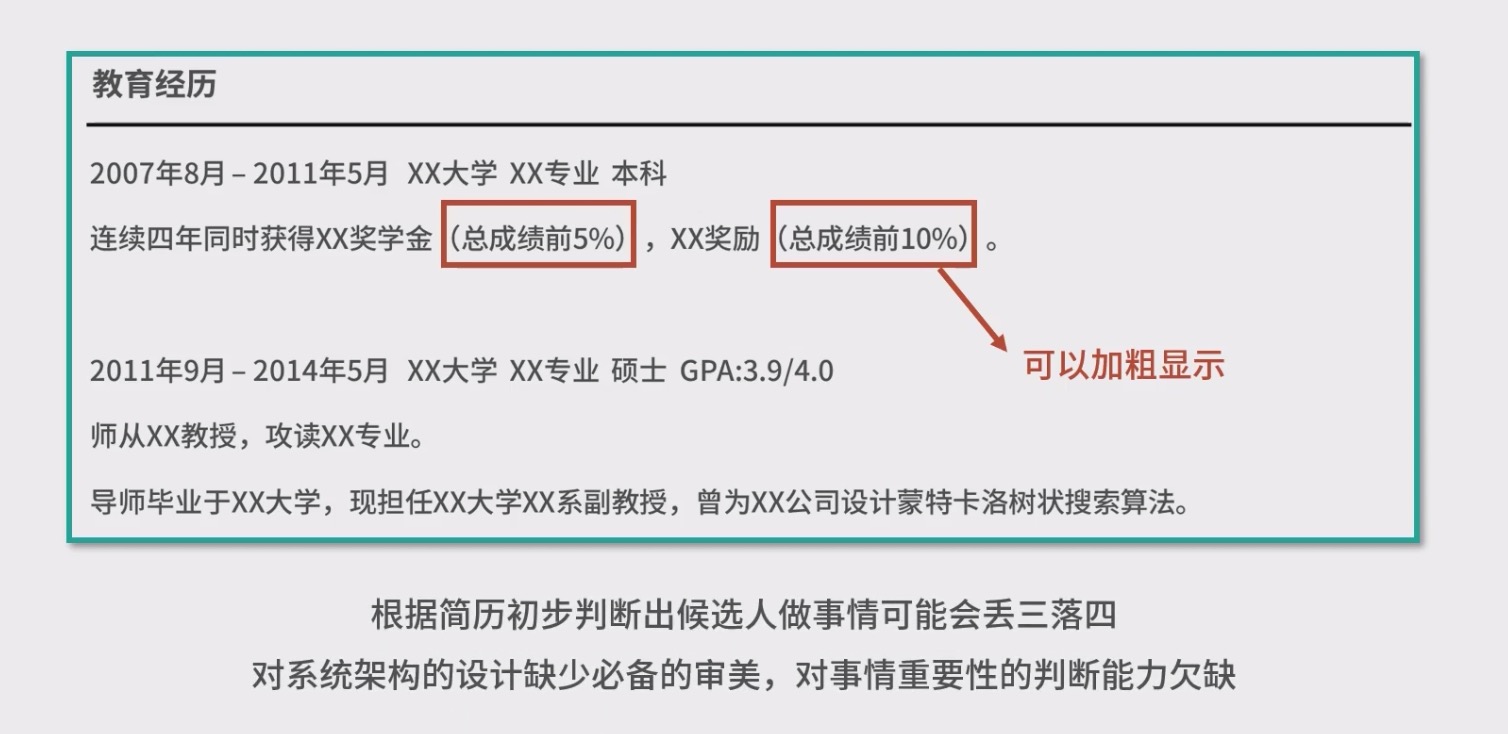 教育经历
2007年8月 – 2011年5月 XX大学 XX专业 本科
连续四年同时获得XX奖学金（总成绩前5%），XX奖励（总成绩前10%）。
2011年9月 – 2014年5月 XX大学 XX专业 硕士 GPA:3.9/4.0
可以加粗显示
师从XX教授，攻读XX专业。
导师毕业于XX大学，现担任XX大学XX系副教授，曾为XX公司设计蒙特卡洛树状搜索算法。
根据简历初步判断出候选人做事情可能会丢三落四
对系统架构的设计缺少必备的审美，对事情重要性的判断能力欠缺